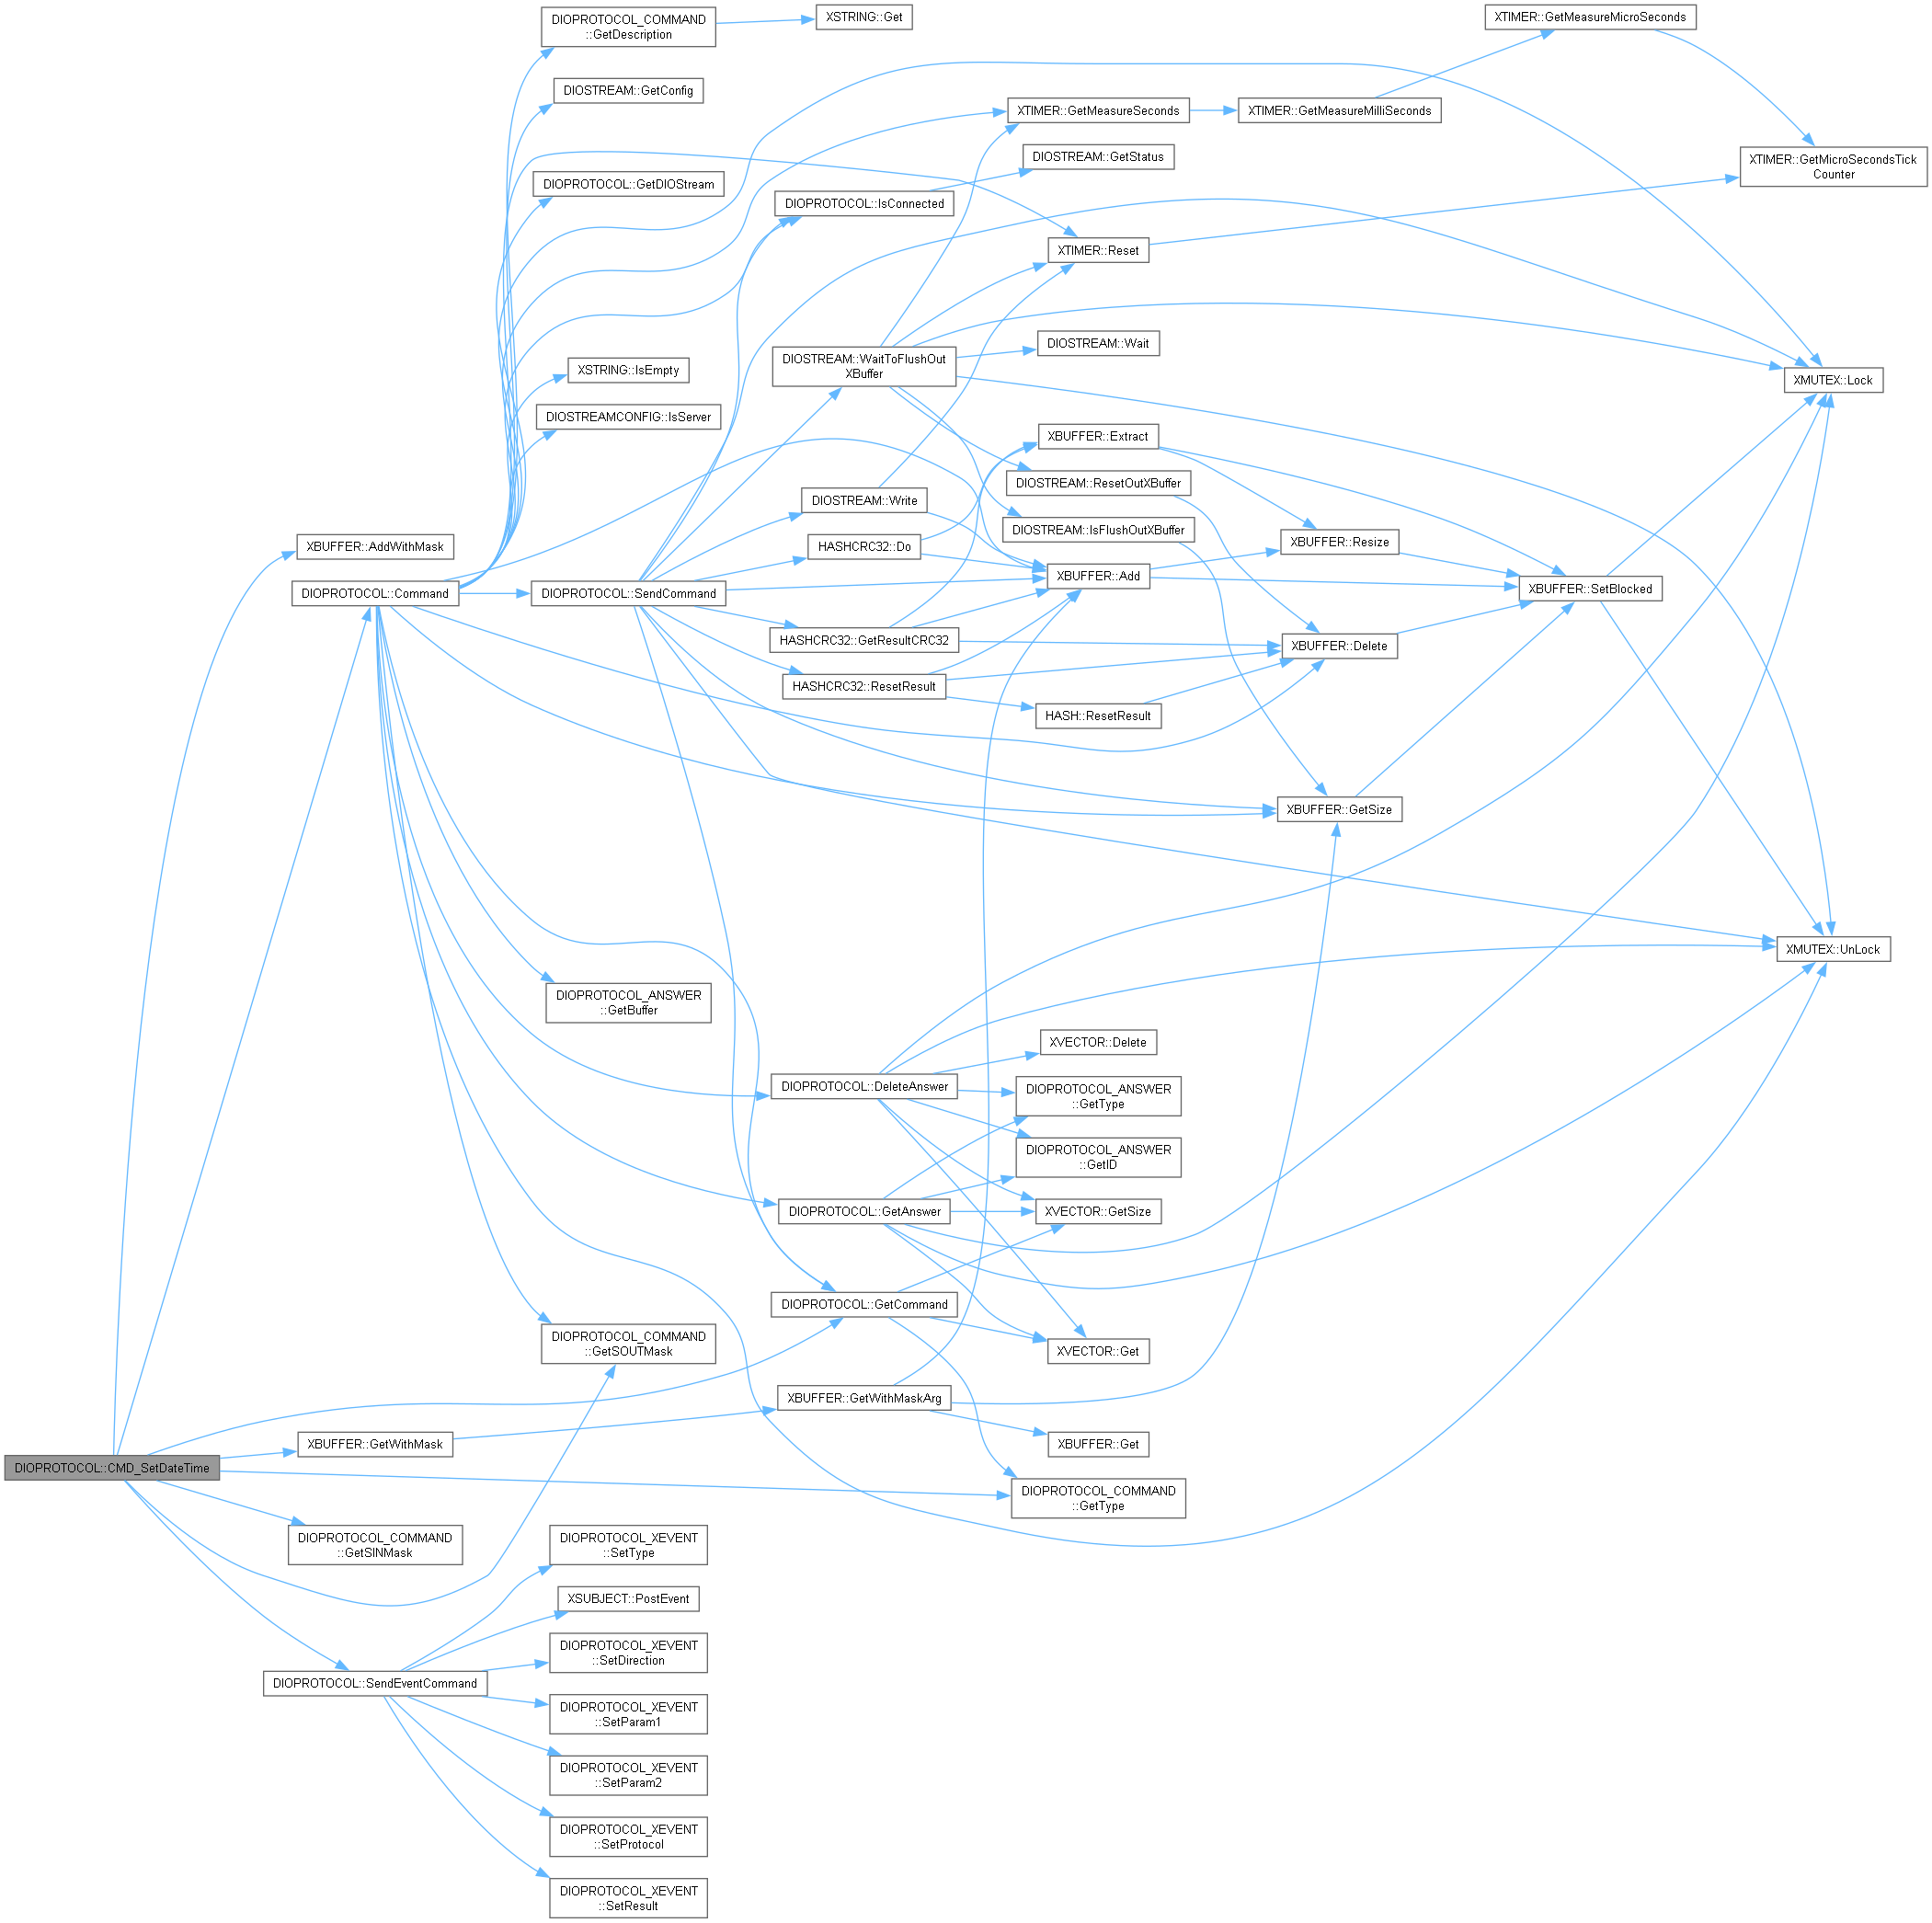 DIOPROTOCOL_COMMAND
::GetDescription
XSTRING::Get
XTIMER::GetMeasureMicroSeconds
DIOSTREAM::GetConfig
XTIMER::GetMeasureSeconds
XTIMER::GetMeasureMilliSeconds
DIOSTREAM::GetStatus
XTIMER::GetMicroSecondsTick
Counter
DIOPROTOCOL::GetDIOStream
DIOPROTOCOL::IsConnected
XTIMER::Reset
DIOSTREAM::Wait
DIOSTREAM::WaitToFlushOut
XBuffer
XSTRING::IsEmpty
XMUTEX::Lock
DIOSTREAMCONFIG::IsServer
XBUFFER::Extract
DIOSTREAM::ResetOutXBuffer
DIOSTREAM::Write
DIOSTREAM::IsFlushOutXBuffer
XBUFFER::AddWithMask
HASHCRC32::Do
XBUFFER::Resize
XBUFFER::Add
DIOPROTOCOL::Command
DIOPROTOCOL::SendCommand
XBUFFER::SetBlocked
HASHCRC32::GetResultCRC32
XBUFFER::Delete
HASHCRC32::ResetResult
HASH::ResetResult
XBUFFER::GetSize
XMUTEX::UnLock
DIOPROTOCOL_ANSWER
::GetBuffer
XVECTOR::Delete
DIOPROTOCOL::DeleteAnswer
DIOPROTOCOL_ANSWER
::GetType
DIOPROTOCOL_ANSWER
::GetID
DIOPROTOCOL::GetAnswer
XVECTOR::GetSize
DIOPROTOCOL::GetCommand
DIOPROTOCOL_COMMAND
::GetSOUTMask
XVECTOR::Get
XBUFFER::GetWithMaskArg
XBUFFER::GetWithMask
XBUFFER::Get
DIOPROTOCOL::CMD_SetDateTime
DIOPROTOCOL_COMMAND
::GetType
DIOPROTOCOL_COMMAND
::GetSINMask
DIOPROTOCOL_XEVENT
::SetType
XSUBJECT::PostEvent
DIOPROTOCOL_XEVENT
::SetDirection
DIOPROTOCOL::SendEventCommand
DIOPROTOCOL_XEVENT
::SetParam1
DIOPROTOCOL_XEVENT
::SetParam2
DIOPROTOCOL_XEVENT
::SetProtocol
DIOPROTOCOL_XEVENT
::SetResult